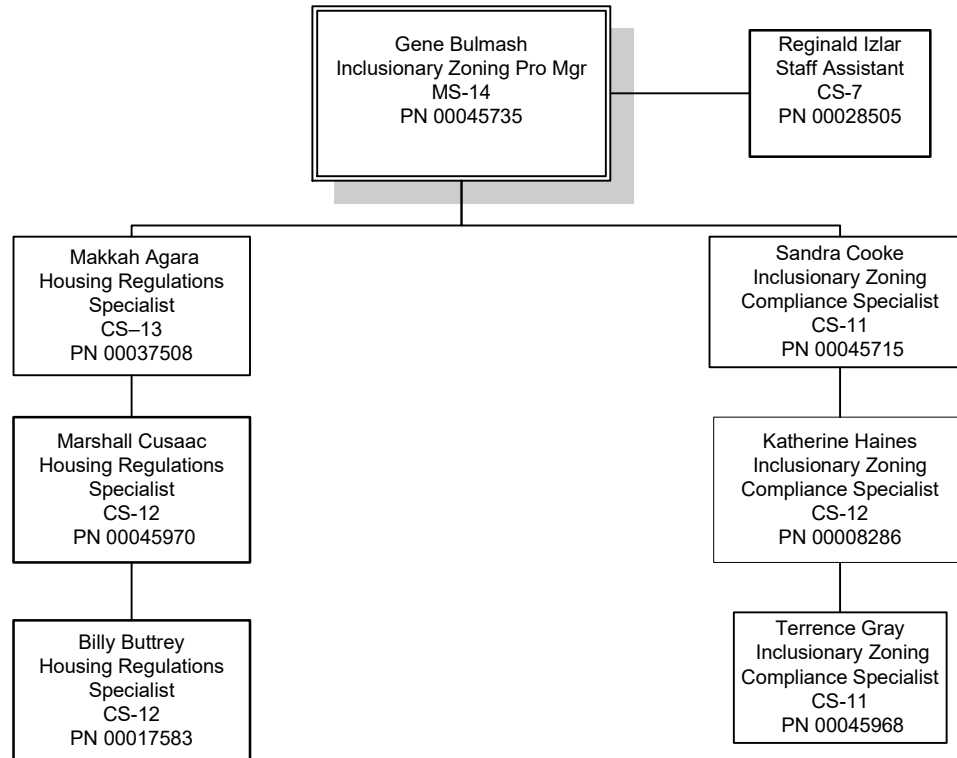 Gene Bulmash
Inclusionary Zoning Pro Mgr
MS-14
PN 00045735
Reginald Izlar
Staff Assistant
CS-7
PN 00028505
Makkah Agara
Housing Regulations
Specialist
CS–13
PN 00037508
Sandra Cooke
Inclusionary Zoning
Compliance Specialist
CS-11
PN 00045715
Marshall Cusaac
Housing Regulations
Specialist
CS-12
PN 00045970
Katherine Haines
Inclusionary Zoning
Compliance Specialist
CS-12
PN 00008286
Billy Buttrey
Housing Regulations
Specialist
CS-12
PN 00017583
Terrence Gray
Inclusionary Zoning
Compliance Specialist
CS-11
PN 00045968